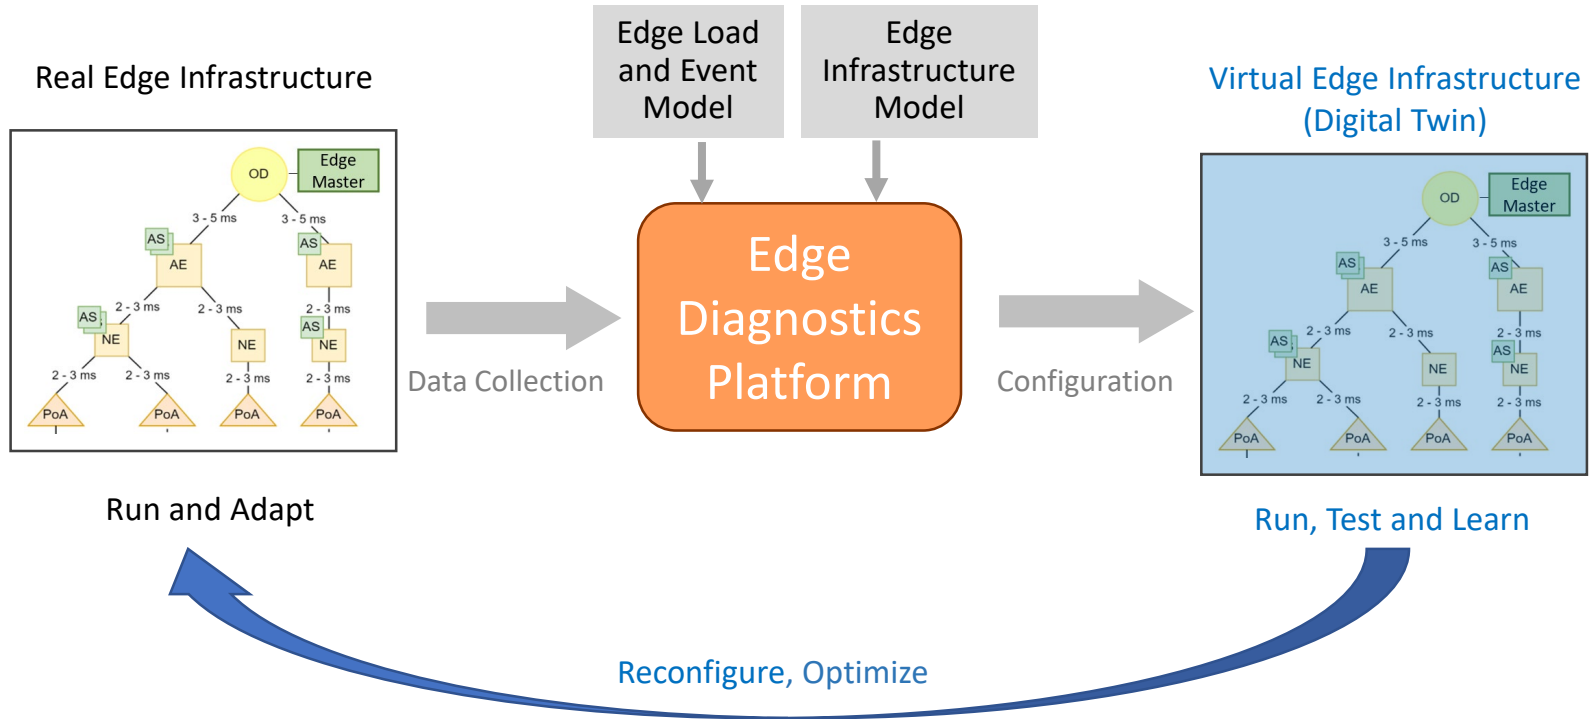 Edge Load
and Event
Model
Edge
Infrastructure
Model
Real Edge Infrastructure
Virtual Edge Infrastructure
(Digital Twin)
OD
Edge
Master
3 - 5 ms
3 - 5 ms
AS
AE
AS
AE
2 - 3 ms
2 - 3 ms
2 - 3 ms
AS
NE
NE
AS
NE
2 - 3 ms
2 - 3 ms
2 - 3 ms
2 - 3 ms
PoA
PoA
PoA
PoA
Data Collection
Edge
Diagnostics
Platform
Configuration
OD
Edge
Master
3 - 5 ms
3 - 5 ms
AS
AE
AS
AE
2 - 3 ms
2 - 3 ms
2 - 3 ms
AS
NE
NE
AS
NE
2 - 3 ms
2 - 3 ms
2 - 3 ms
2 - 3 ms
PoA
PoA
PoA
PoA
Run and Adapt
Run, Test and Learn
Reconfigure, Optimize